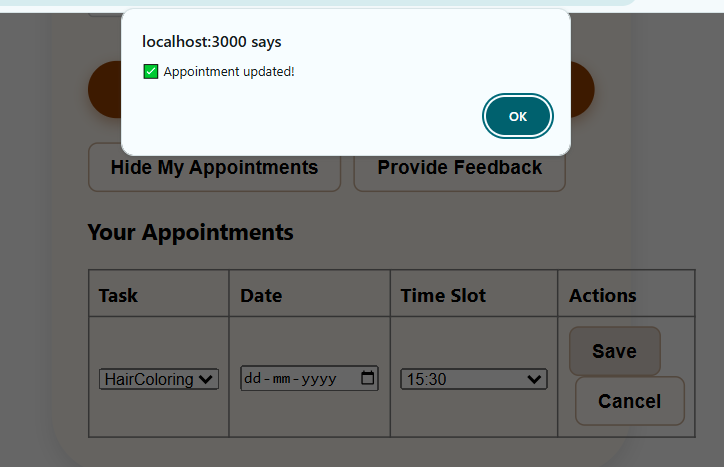 localhost:3000 says
✅ Appointment updated!
OK
Hide My Appointments Provide Feedback
Your Appointments
Task Date Time Slot Actions
HairColoring dd-mm-yyyy 15:30 Save
Cancel